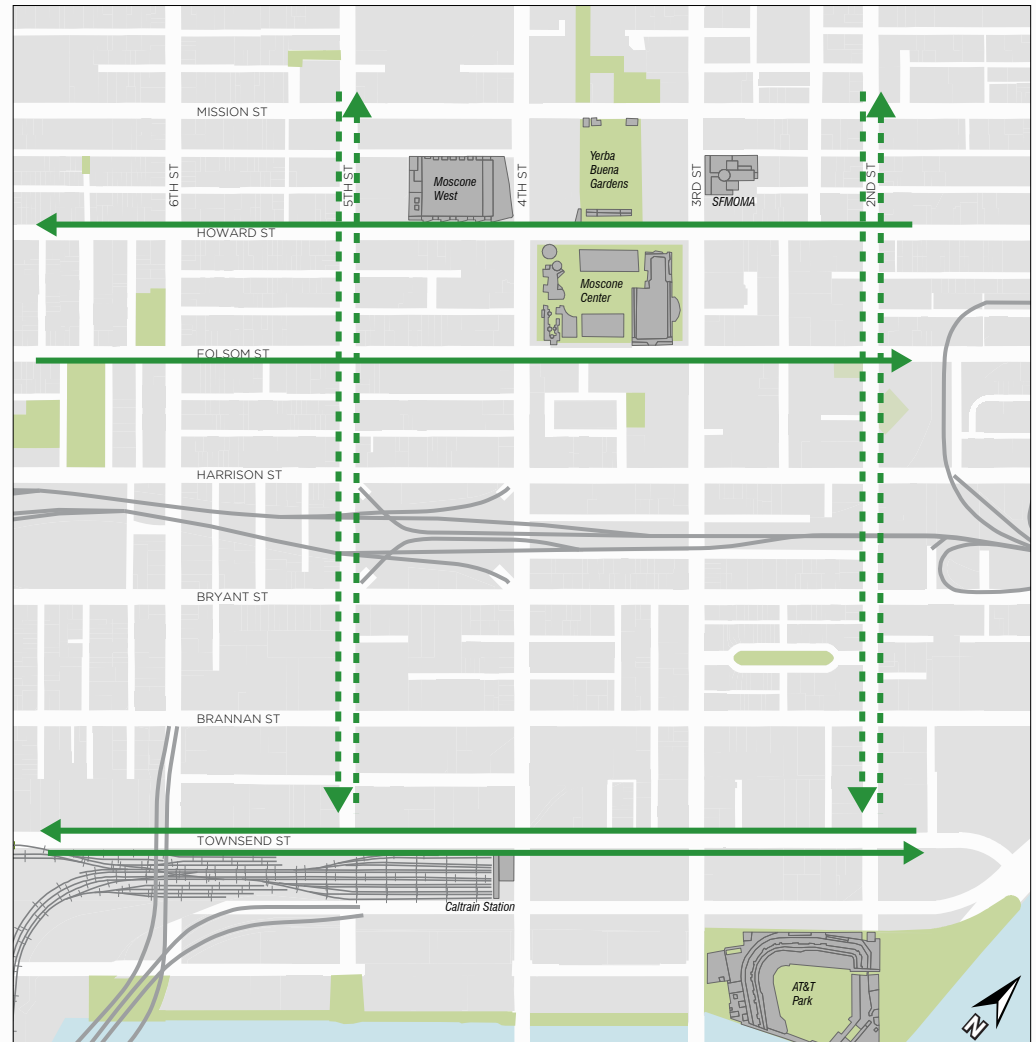 MISSION ST
6TH ST
5TH ST
Moscone
West
4TH ST
Yerba
Buena
Gardens
3RD ST
SFMOMA
2ND ST
HOWARD ST
Moscone
Center
FOLSOM ST
HARRISON ST
BRYANT ST
BRANNAN ST
TOWNSEND ST
Caltrain Station
AT&T
Park
N